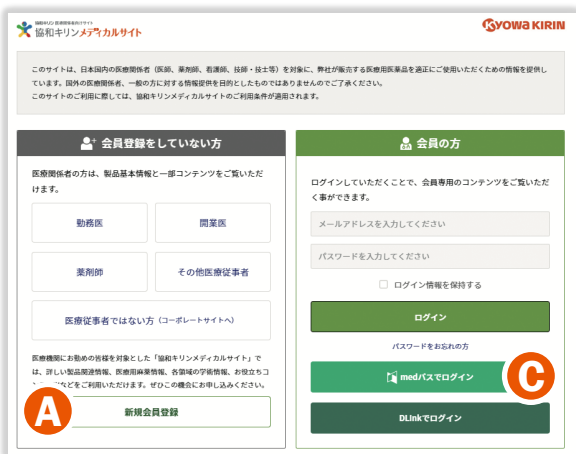 協和キリン 医療関係者向けサイト
協和キリンメディカルサイト
KYOWA KIRIN
このサイトは、日本国内の医療関係者（医師、薬剤師、看護師、技師・技士等）を対象に、弊社が販売する医療用医薬品を適正にご使用いただくための情報を提供し
ています。国外の医療関係者、一般の方に対する情報提供を目的としたものではありませんのでご了承ください。
このサイトのご利用に際しては、協和キリンメディカルサイトのご利用条件が適用されます。
会員登録をしていない方
医療関係者の方は、製品基本情報と一部コンテンツをご覧いただ
けます。
勤務医
開業医
薬剤師
その他医療従事者
医療従事者ではない方（コーポレートサイトへ）
医療機関にお勤めの皆様を対象とした「協和キリンメディカルサイト」で
は、詳しい製品関連情報、医療用麻薬情報、各領域の学術情報、お役立ちコ
などをご利用いただけます。ぜひこの機会にお申し込みください。
A
新規会員登録
会員の方
ログインしていただくことで、会員専用のコンテンツをご覧いただ
く事ができます。
メールアドレスを入力してください
パスワードを入力してください
ログイン情報を保持する
ログイン
パスワードをお忘れの方
medパスでログイン
C
DLinkでログイン